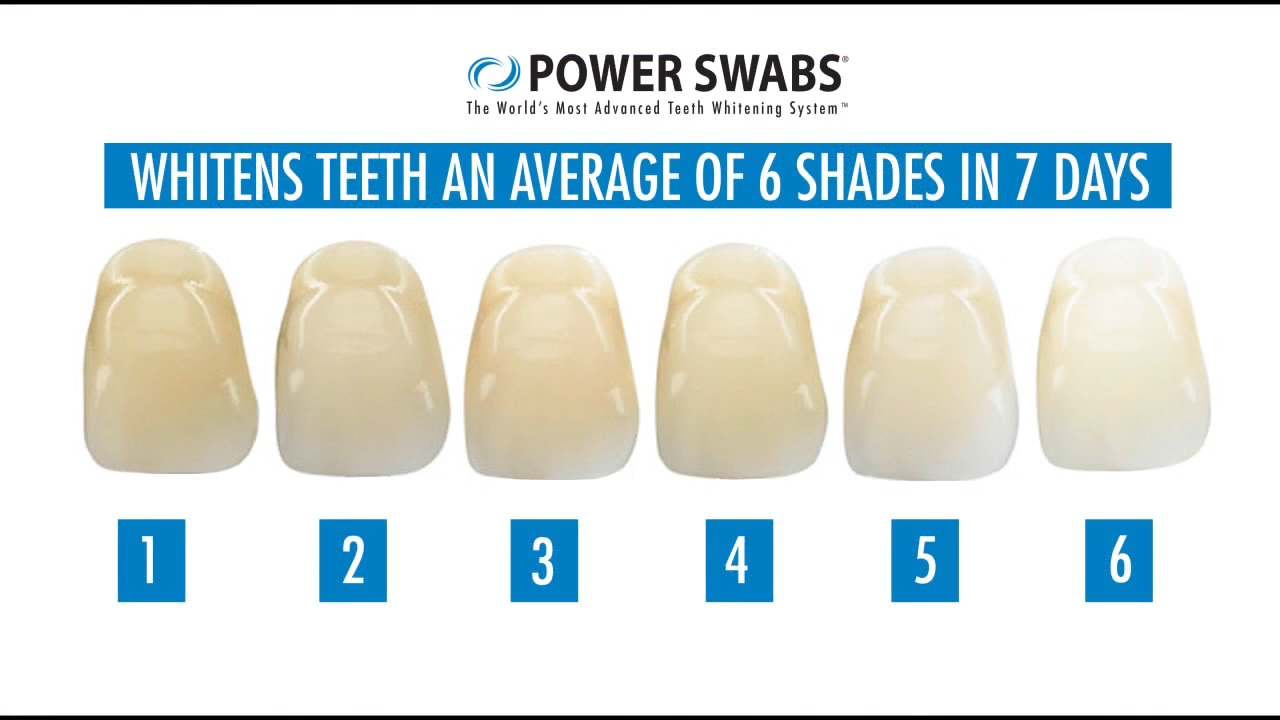 POWER SWABS®
The World's Most Advanced Teeth Whitening System™
WHITENS TEETH AN AVERAGE OF 6 SHADES IN 7 DAYS
1 2 3 4 5 6